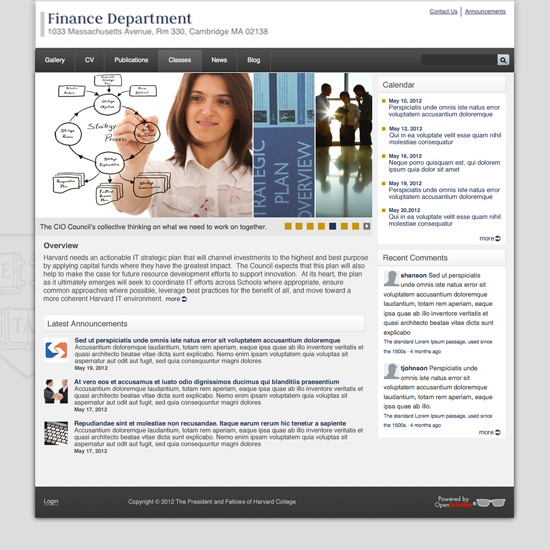 Finance Department
1033 Massachusetts Avenue, Rm 330, Cambridge MA 02138
Contact Us
Announcements
Gallery
CV
Publications
Classes
News
Blog
Strategy
Process
STRATEGIC
PLAN
OVERVIEW
The CIO Council's collective thinking on what we need to work on together.
Overview
Harvard needs an actionable IT strategic plan that will channel investments to the highest and best purpose
by applying capital funds where they have the greatest impact. The Council expects that this plan will also
help to make the case for future resource development efforts to support innovation. At its heart, the plan
as it ultimately emerges will seek to coordinate IT efforts across Schools where appropriate, ensure
common approaches where possible, leverage best practices for the benefit of all, and move toward a
more coherent Harvard IT environment. more
Latest Announcements
Sed ut perspiciatis unde omnis iste natus error sit voluptatem accusantium doloremque
Accusantium doloremque laudantium, totam rem aperiam, eaque ipsa quae ab illo inventore veritatis et
quasi architecto beatae vitae dicta sunt explicabo. Nemo enim ipsam voluptatem quia voluptas sit
aspernatur aut odit aut fugit, sed quia consequuntur magni dolores
May 19, 2012
At vero eos et accusamus et iusto odio dignissimos ducimus qui blanditiis praesentium
Accusantium doloremque laudantium, totam rem aperiam, eaque ipsa quae ab illo inventore veritatis et
quasi architecto beatae vitae dicta sunt explicabo. Nemo enim ipsam voluptatem quia voluptas sit
aspernatur aut odit aut fugit, sed quia consequuntur magni dolores
May 17, 2012
Repudiandae sint et molestiae non recusandae. Itaque earum rerum hic tenetur a sapiente
Accusantium doloremque laudantium, totam rem aperiam, eaque ipsa quae ab illo inventore veritatis et
quasi architecto beatae vitae dicta sunt explicabo. Nemo enim ipsam voluptatem quia voluptas sit
aspernatur aut odit aut fugit, sed quia consequuntur magni dolores
May 17, 2012
Calendar
May 10, 2012
Perspiciatis unde omnis iste natus error
voluptatem accusantium doloremque
May 12, 2012
Qui in ea voluptate velit esse quam nihil
molestiae consequatur
May 16, 2012
Neque porro quisquam est, qui dolorem
ipsum quia dolor sit amet
May 19, 2012
Perspiciatis unde omnis iste natus error
voluptatem accusantium doloremque
May 20,2012
Qui in ea voluptate velit esse quam nihil
molestiae consequatur
more
Recent Comments
shanson Sed ut perspiciatis
unde omnis iste natus error sit
voluptatem accusantium doloremque
laudantium, totam rem aperiam, eaque
ipsa quae ab illo inventore veritatis et
quasi architecto beatae vitae dicta sunt
explicabo
The standard Lorem Ipsum passage, used since
the 1500s · 4 months ago
tjohnson Perspiciatis unde
omnis iste natus error sit
voluptatem accusantium doloremque
laudantium, totam rem aperiam, eaque
ipsa quae ab illo.
The standard Lorem Ipsum passage, used since
the 1500s · 4 months ago
more
Login
Copyright © 2012 The President and Fellows of Harvard College
Powered by
OpenScholar